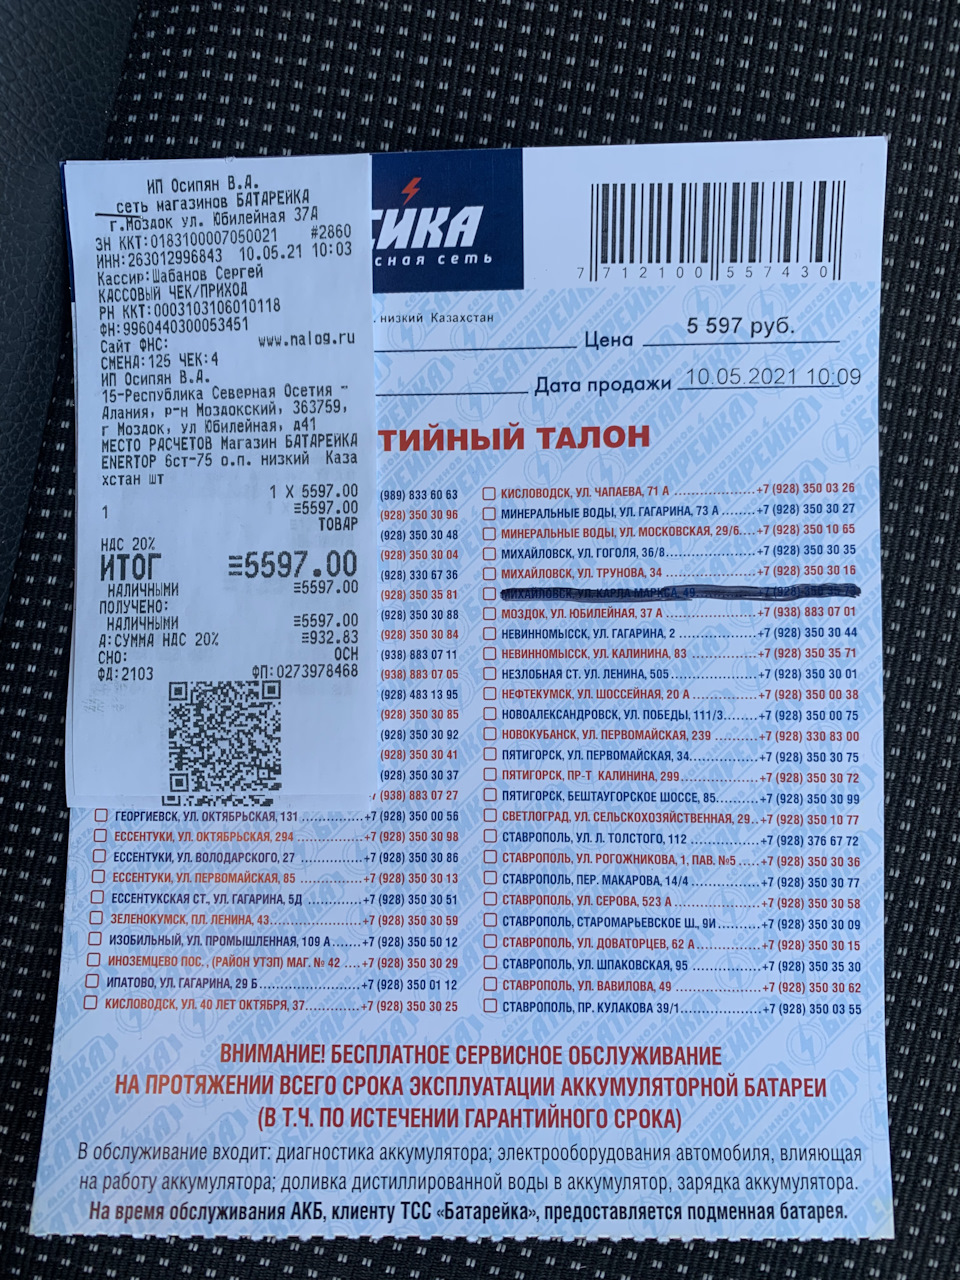 ИП Осипян В.А.
сеть магазинов БАТАРЕЙКА
г.Моздок ул. Юбилейная 37Д
ЗН ККТ:0183100007050021 #2860
ИНН:263012996843 10.05.21 10:03
Кассир:Шабанов Сергей
КАССОВЫЙ ЧЕК/ПРИХОД
РН ККТ:0003103106010118
ФН:9960440300053451
Сайт ФНС: www.nalog.ru
СМЕНА:125 ЧЕК:4
ИП Осипян В.А.
15-Республика Северная Осетия -
Алания, р-н Моздокский, 363759,
г Моздок, ул Юбилейная, д41
МЕСТО РАСЧЕТОВ Магазин БАТАРЕЙКА
ENERTOP 6ст-75 о.п. низкий Каза
хстан шт
1 X 5597.00
1 ≡5597.00
ТОВАР
НДС 20%
ИТОГ ≡5597.00
НАЛИЧНЫМИ ≡5597.00
ПОЛУЧЕНО:
НАЛИЧНЫМИ ≡5597.00
А:СУММА НДС 20% ≡932.83
СНО: ОСН
ФД:2103 ФП:0273978468
ЙКА
сная сеть
7 712100 557430
. низкий Казахстан
Цена 5 597 руб.
Дата продажи 10.05.2021 10:09
ТИЙНЫЙ ТАЛОН
(989) 833 60 63
(928) 350 30 96
(928) 350 30 48
(928) 350 30 04
(928) 330 67 36
(928) 350 35 81
(928) 350 30 88
(928) 350 30 84
(938) 883 07 11
(938) 883 07 05
(928) 483 13 95
(928) 350 30 85
(928) 350 30 92
(928) 350 30 41
(928) 350 30 37
7 (938) 883 07 27
ГЕОРГИЕВСК, УЛ. ОКТЯБРЬСКАЯ, 131 ...............+7 (928) 350 00 56
ЕССЕНТУКИ, УЛ. ОКТЯБРЬСКАЯ, 294 ...............+7 (928) 350 30 98
ЕССЕНТУКИ, УЛ. ВОЛОДАРСКОГО, 27 ...............+7 (928) 350 30 86
ЕССЕНТУКИ, УЛ. ПЕРВОМАЙСКАЯ, 85 ...............+7 (928) 350 30 13
ЕССЕНТУКСКАЯ СТ., УЛ. ГАГАРИНА, 5Д ..............+7 (928) 350 30 51
ЗЕЛЕНОКУМСК, ПЛ. ЛЕНИНА, 43......................+7 (928) 350 30 59
ИЗОБИЛЬНЫЙ, УЛ. ПРОМЫШЛЕННАЯ, 109 А .......+7 (928) 350 50 12
ИНОЗЕМЦЕВО ПОС., (РАЙОН УТЭП) МАГ. № 42 ....+7 (928) 350 30 29
ИПАТОВО, УЛ. ГАГАРИНА, 29 Б........................+7 (928) 350 01 12
КИСЛОВОДСК, УЛ. 40 ЛЕТ ОКТЯБРЯ, 37.............+7 (928) 350 30 25
КИСЛОВОДСК, УЛ. ЧАПАЕВА, 71 А ....................+7 (928) 350 03 26
МИНЕРАЛЬНЫЕ ВОДЫ, УЛ. ГАГАРИНА, 73 А .........+7 (928) 350 30 27
МИНЕРАЛЬНЫЕ ВОДЫ, УЛ. МОСКОВСКАЯ, 29/6....+7 (928) 350 10 65
МИХАЙЛОВСК, УЛ. ГОГОЛЯ, 36/8......................+7 (928) 350 30 35
МИХАЙЛОВСК, УЛ. ТРУНОВА, 34 ......................+7 (928) 350 30 16
МИХАЙЛОВСК, УЛ. КАРЛА МАРКСА, 49
МОЗДОК, УЛ. ЮБИЛЕЙНАЯ, 37 А ......................+7 (938) 883 07 01
НЕВИННОМЫССК, УЛ. ГАГАРИНА, 2 ...................+7 (928) 350 30 44
НЕВИННОМЫССК, УЛ. КАЛИНИНА, 83 ................+7 (928) 350 35 71
НЕЗЛОБНАЯ СТ. УЛ. ЛЕНИНА, 505 .....................+7 (928) 350 30 01
НЕФТЕКУМСК, УЛ. ШОССЕЙНАЯ, 20 А ................+7 (928) 350 00 38
НОВОАЛЕКСАНДРОВСК, УЛ. ПОБЕДЫ, 111/3........+7 (928) 350 00 75
НОВОКУБАНСК, УЛ. ПЕРВОМАЙСКАЯ, 239 ..........+7 (928) 330 83 00
ПЯТИГОРСК, УЛ. ПЕРВОМАЙСКАЯ, 34................+7 (928) 350 30 75
ПЯТИГОРСК, ПР-Т КАЛИНИНА, 299...................+7 (928) 350 30 72
ПЯТИГОРСК, БЕШТАУГОРСКОЕ ШОССЕ, 85..........+7 (928) 350 30 99
СВЕТЛОГРАД, УЛ. СЕЛЬСКОХОЗЯЙСТВЕННАЯ, 29..+7 (928) 350 10 77
СТАВРОПОЛЬ, УЛ. Л. ТОЛСТОГО, 112 .................+7 (928) 376 67 72
СТАВРОПОЛЬ, УЛ. РОГОЖНИКОВА, 1, ПАВ. №5 .....+7 (928) 350 30 36
СТАВРОПОЛЬ, ПЕР. МАКАРОВА, 14/4 .................+7 (928) 350 30 77
СТАВРОПОЛЬ, УЛ. СЕРОВА, 523 А .....................+7 (928) 350 30 58
СТАВРОПОЛЬ, СТАРОМАРЬЕВСКОЕ Ш., 9И ..........+7 (928) 350 30 09
СТАВРОПОЛЬ, УЛ. ДОВАТОРЦЕВ, 62 А ...............+7 (928) 350 30 15
СТАВРОПОЛЬ, УЛ. ШПАКОВСКАЯ, 95 .................+7 (928) 350 35 30
СТАВРОПОЛЬ, УЛ. ВАВИЛОВА, 49 .....................+7 (928) 350 30 62
СТАВРОПОЛЬ, ПР. КУЛАКОВА 39/1....................+7 (928) 350 03 55
ВНИМАНИЕ! БЕСПЛАТНОЕ СЕРВИСНОЕ ОБСЛУЖИВАНИЕ
НА ПРОТЯЖЕНИИ ВСЕГО СРОКА ЭКСПЛУАТАЦИИ АККУМУЛЯТОРНОЙ БАТАРЕИ
(В Т.Ч. ПО ИСТЕЧЕНИИ ГАРАНТИЙНОГО СРОКА)
В обслуживание входит: диагностика аккумулятора; электрооборудования автомобиля, влияющая
на работу аккумулятора; доливка дистиллированной воды в аккумулятор, зарядка аккумулятора.
На время обслуживания АКБ, клиенту ТСС «Батарейка», предоставляется подменная батарея.